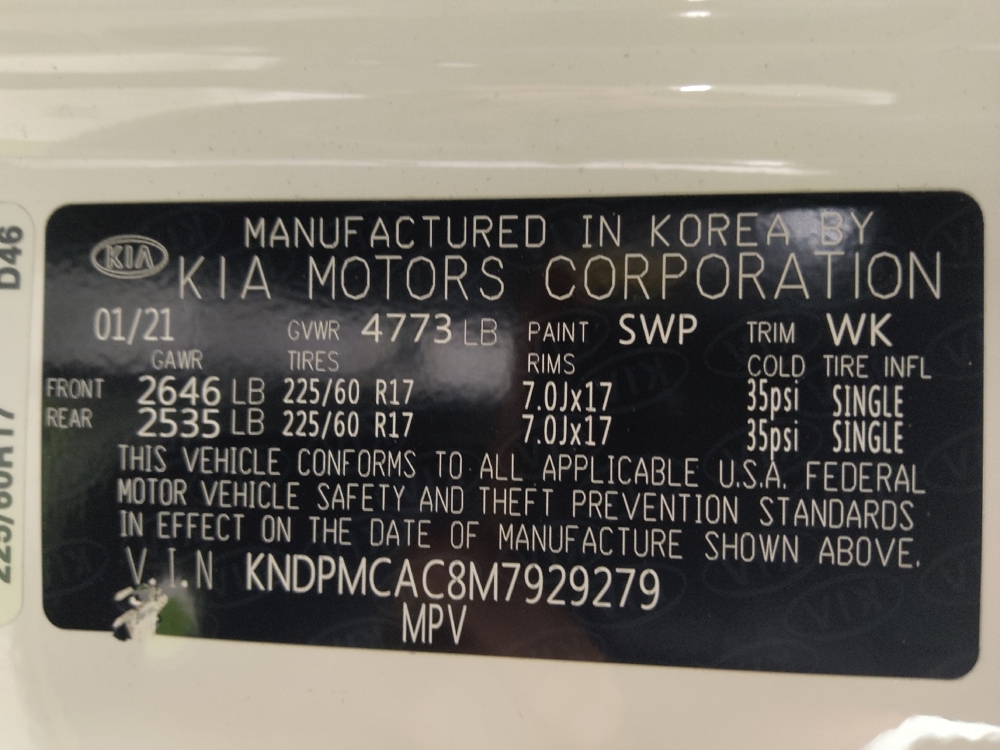 MANUFACTURED IN KOREA BY
KIA KIA MOTORS CORPORATION
01/21 GVWR 4773 LB PAINT SWP TRIM WK
GAWR TIRES RIMS COLD TIRE INFL
FRONT 2646 LB 225/60 R17 7.0Jx17 35psi SINGLE
REAR 2535 LB 225/60 R17 7.0Jx17 35psi SINGLE
THIS VEHICLE CONFORMS TO ALL APPLICABLE U.S.A. FEDERAL
MOTOR VEHICLE SAFETY AND THEFT PREVENTION STANDARDS
IN EFFECT ON THE DATE OF MANUFACTURE SHOWN ABOVE.
V.I.N KNDPMCAC8M7929279
MPV
225/60R17 D46